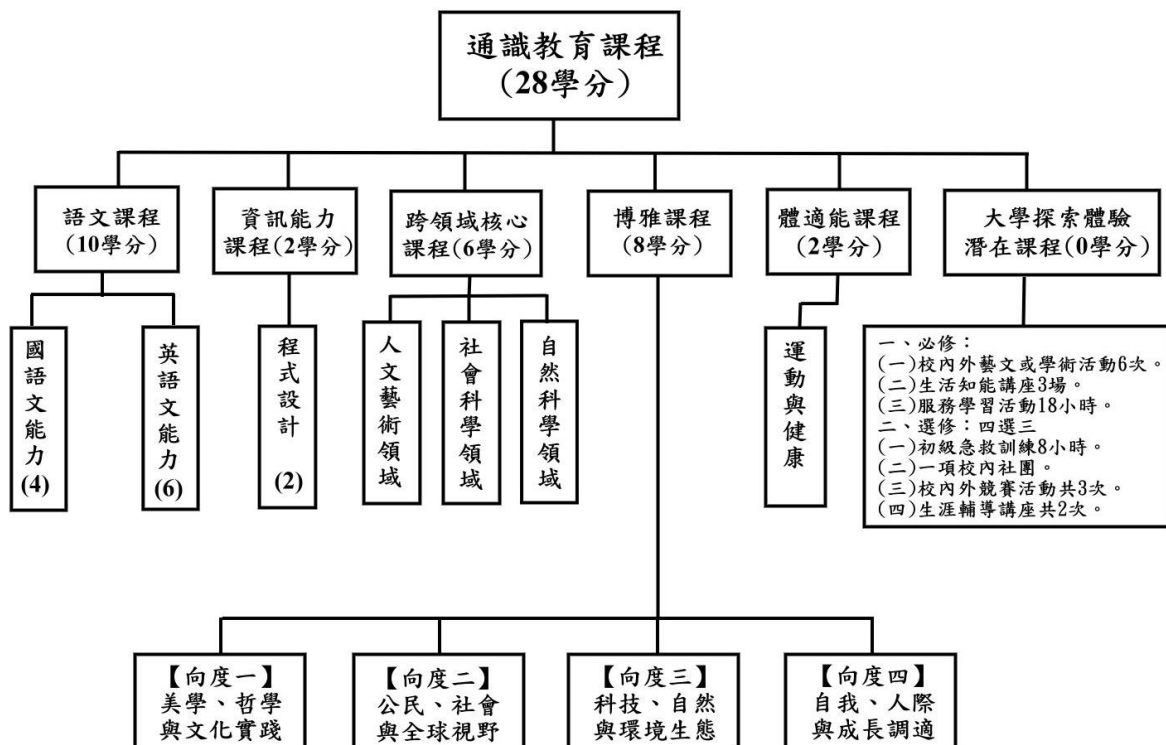 通識教育課程
(28學分)
語文課程
(10學分)
資訊能力
課程(2學分)
跨領域核心
課程(6學分)
博雅課程
(8學分)
體適能課程
(2學分)
大學探索體驗
潛在課程(0學分)
國語文能力(4)
英語文能力(6)
程式設計(2)
人文藝術領域
社會科學領域
自然科學領域
運動與健康
一、必修：
(一)校內外藝文或學術活動6次。
(二)生活知能講座3場。
(三)服務學習活動18小時。
二、選修：四選三
(一)初級急救訓練8小時。
(二)一項校內社團。
(三)校內外競賽活動共3次。
(四)生涯輔導講座共2次。
【向度一】
美學、哲學
與文化實踐
【向度二】
公民、社會
與全球視野
【向度三】
科技、自然
與環境生態
【向度四】
自我、人際
與成長調適